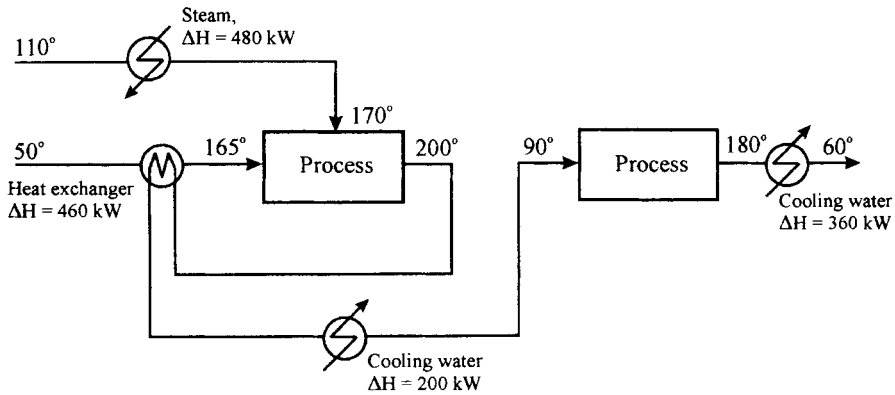 Steam,
ΔH = 480 kW
110°
170°
50°
165°
Process
200°
90°
Process
180°
60°
Heat exchanger
ΔH = 460 kW
Cooling water
ΔH = 360 kW
Cooling water
ΔH = 200 kW